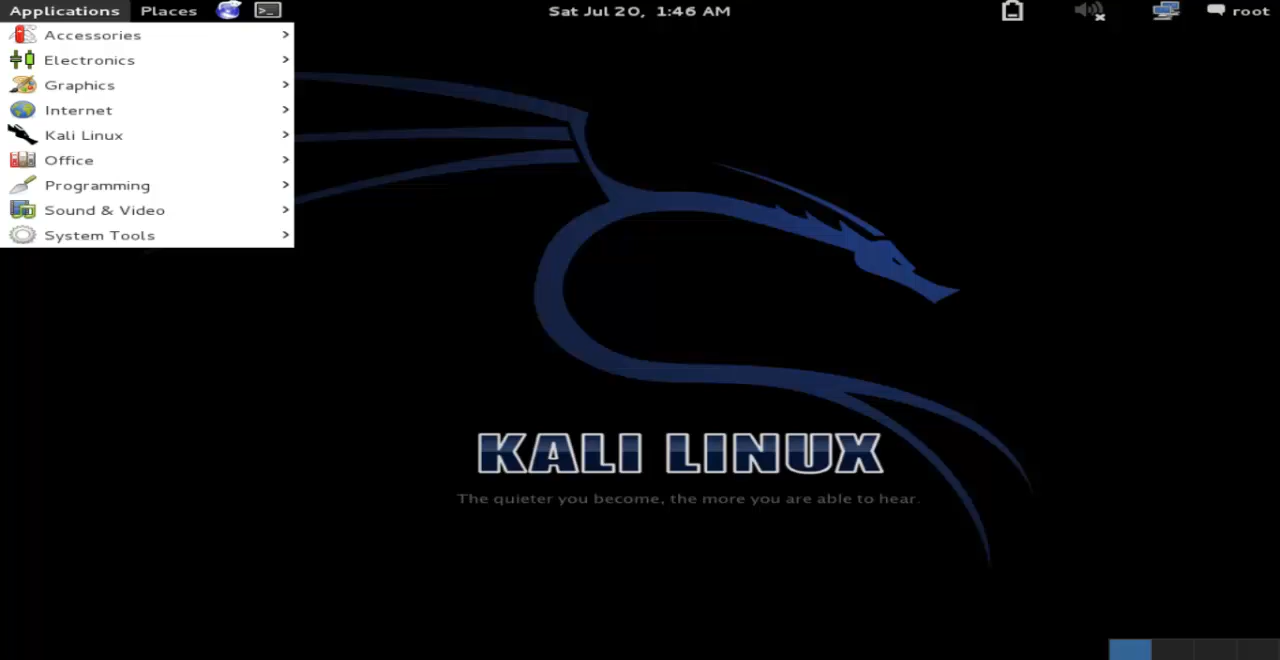 Applications Places Sat Jul 20, 1:46 AM root
Accessories
Electronics
Graphics
Internet
Kali Linux
Office
Programming
Sound & Video
System Tools
KALI LINUX
The quieter you become, the more you are able to hear.